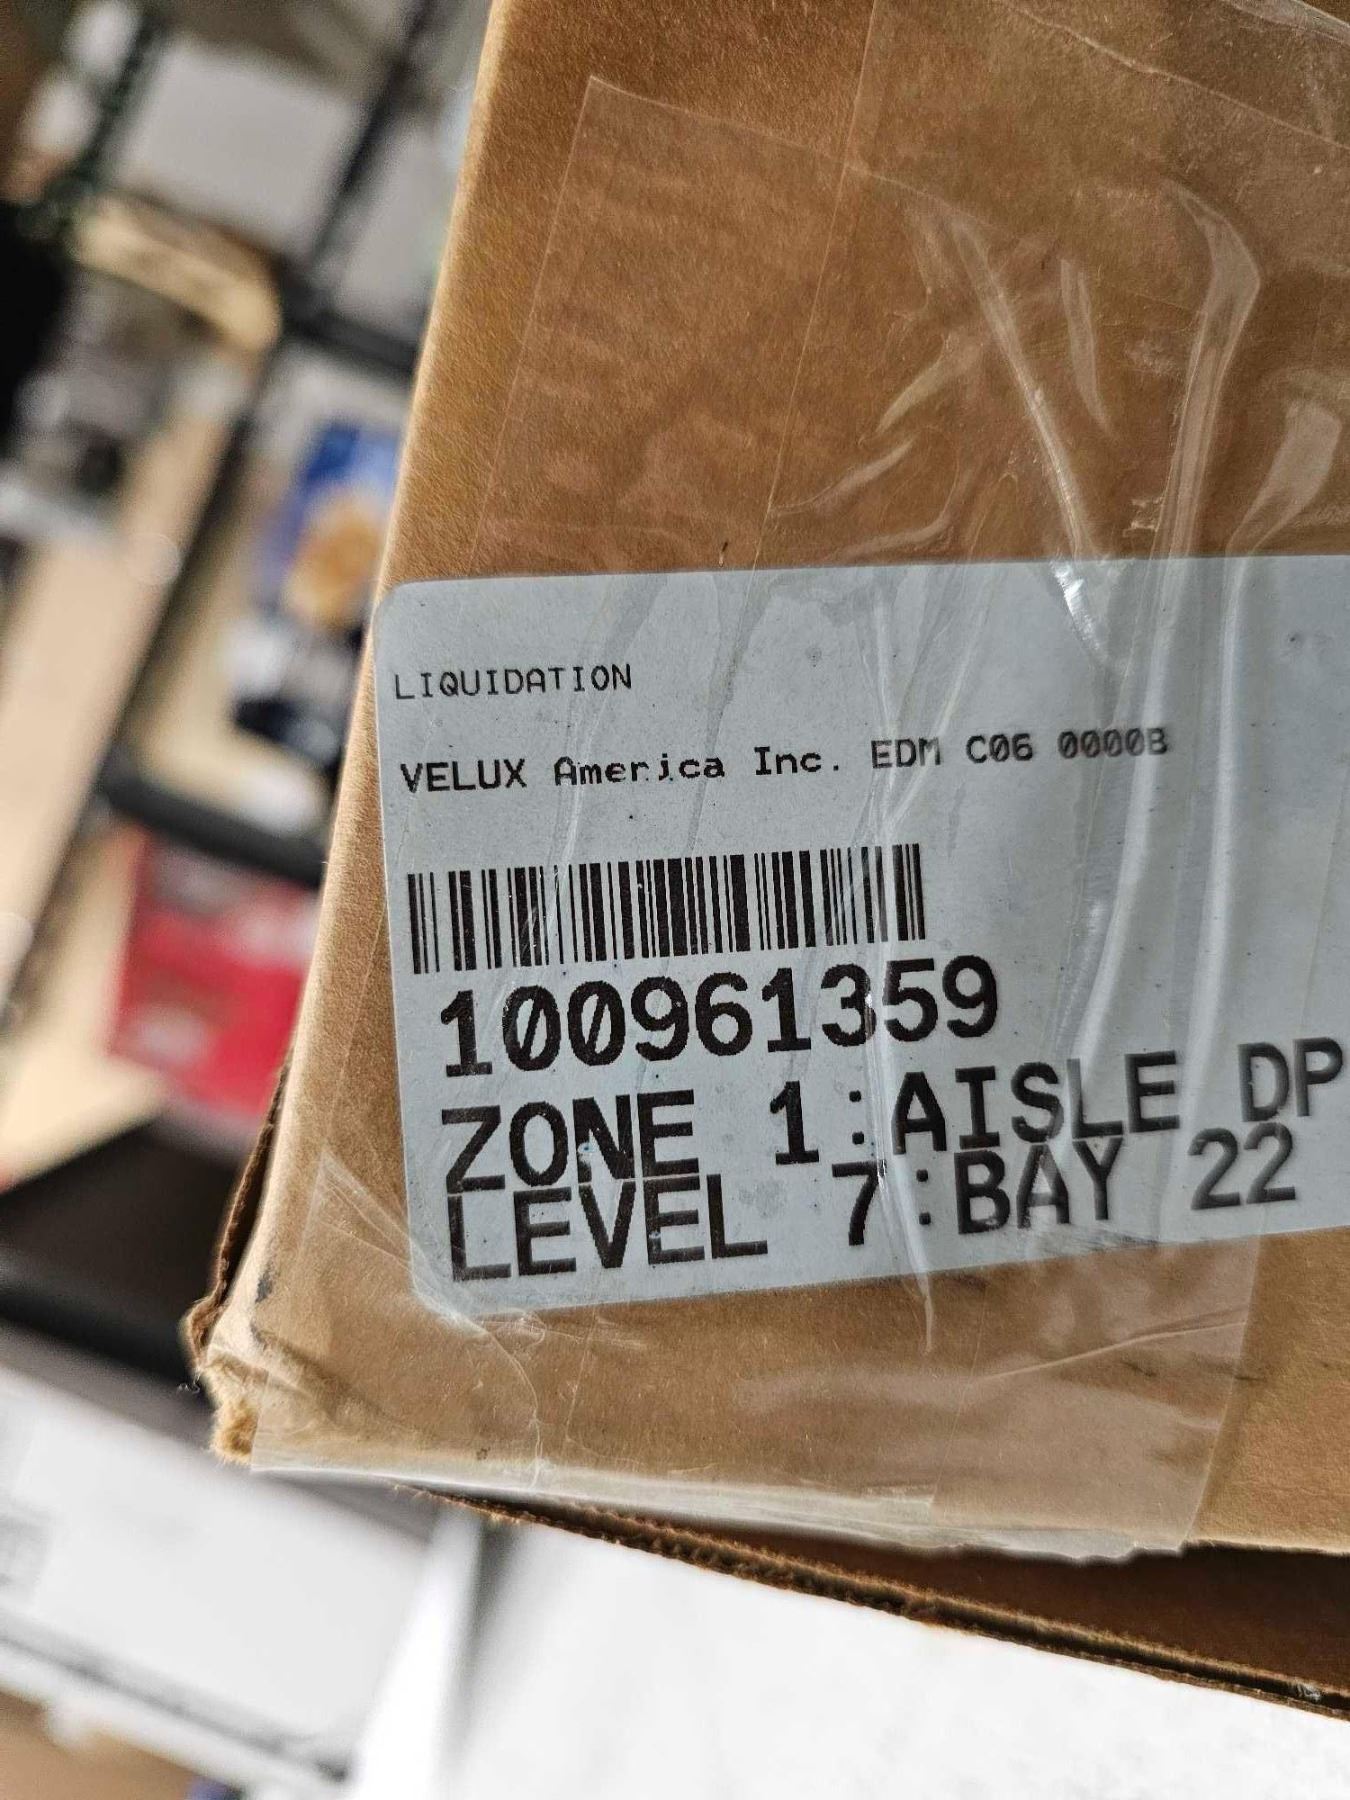 LIQUIDATION
VELUX America Inc. EDM C06 0000B
100961359
ZONE 1:AISLE DP
LEVEL 7:BAY 22